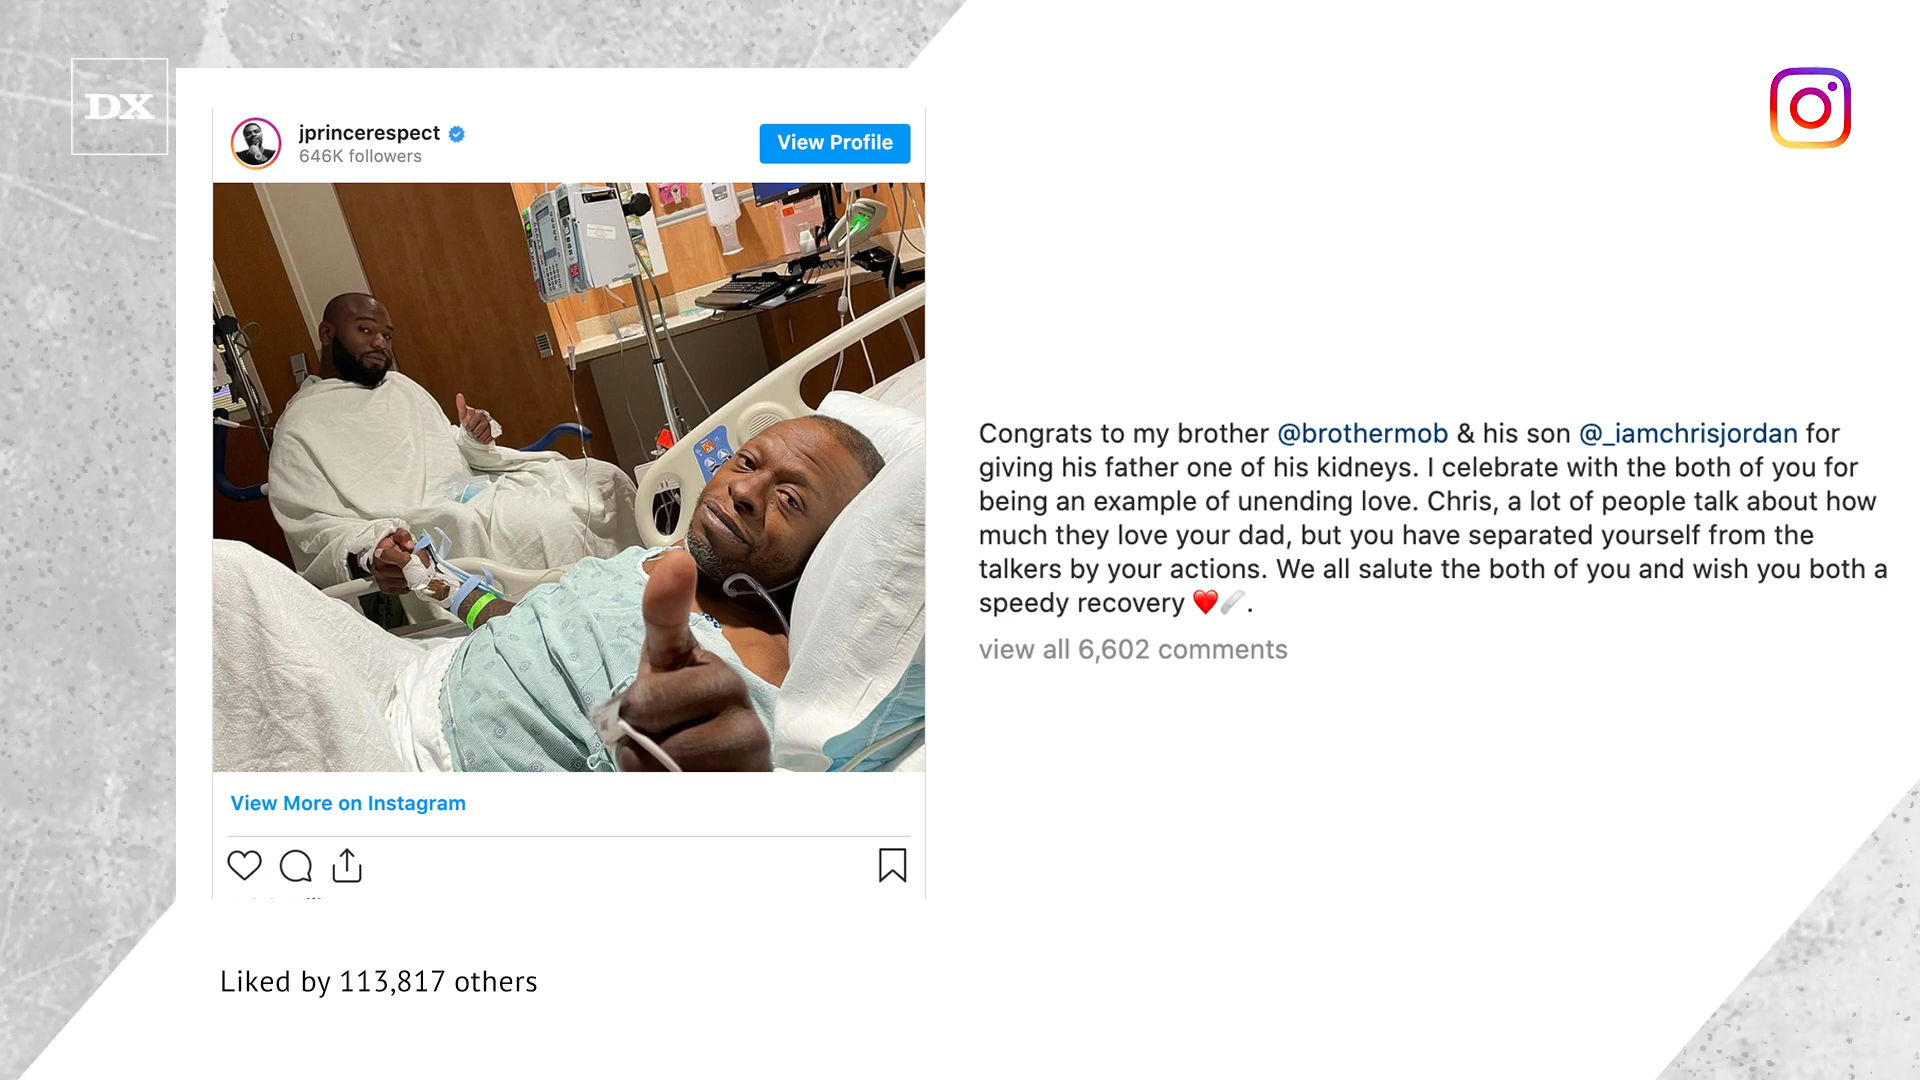 DX
jprincerespect
646K followers
View Profile
Congrats to my brother @brothermob & his son @_iamchrisjordan for
giving his father one of his kidneys. I celebrate with the both of you for
being an example of unending love. Chris, a lot of people talk about how
much they love your dad, but you have separated yourself from the
talkers by your actions. We all salute the both of you and wish you both a
speedy recovery ❤️🩹.
view all 6,602 comments
View More on Instagram
Liked by 113,817 others